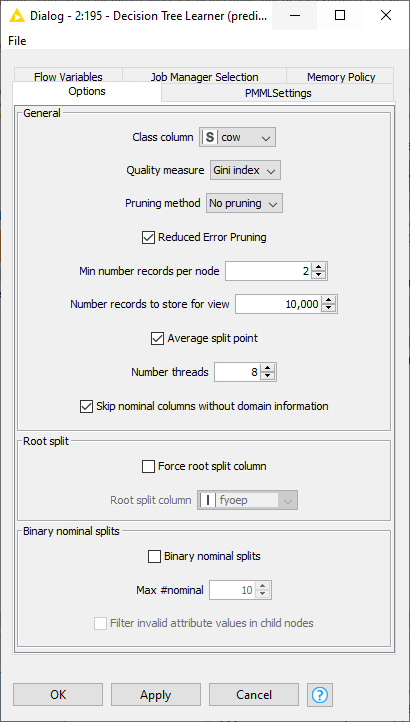 Dialog - 2:195 - Decision Tree Learner (predi...
File
Flow Variables Job Manager Selection Memory Policy
Options PMMLSettings
General
Class column S cow
Quality measure Gini index
Pruning method No pruning
Reduced Error Pruning
Min number records per node 2
Number records to store for view 10,000
Average split point
Number threads 8
Skip nominal columns without domain information
Root split
Force root split column
Root split column I fyoep
Binary nominal splits
Binary nominal splits
Max #nominal 10
Filter invalid attribute values in child nodes
OK Apply Cancel ?